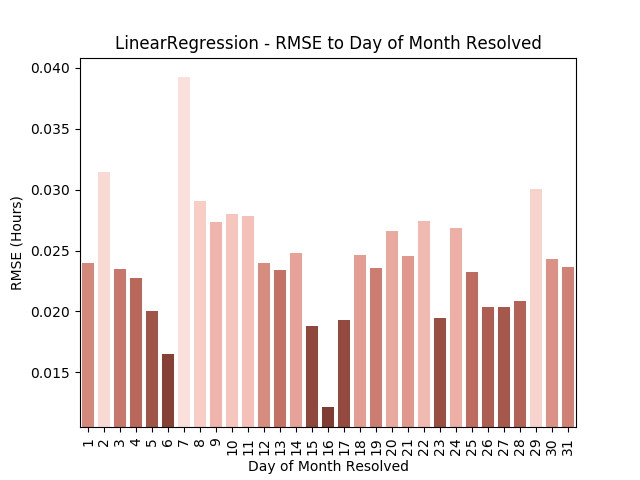 LinearRegression - RMSE to Day of Month Resolved
0.040
0.035
0.030
0.025
0.020
0.015
RMSE (Hours)
1 2 3 4 5 6 7 8 9 10 11 12 13 14 15 16 17 18 19 20 21 22 23 24 25 26 27 28 29 30 31
Day of Month Resolved